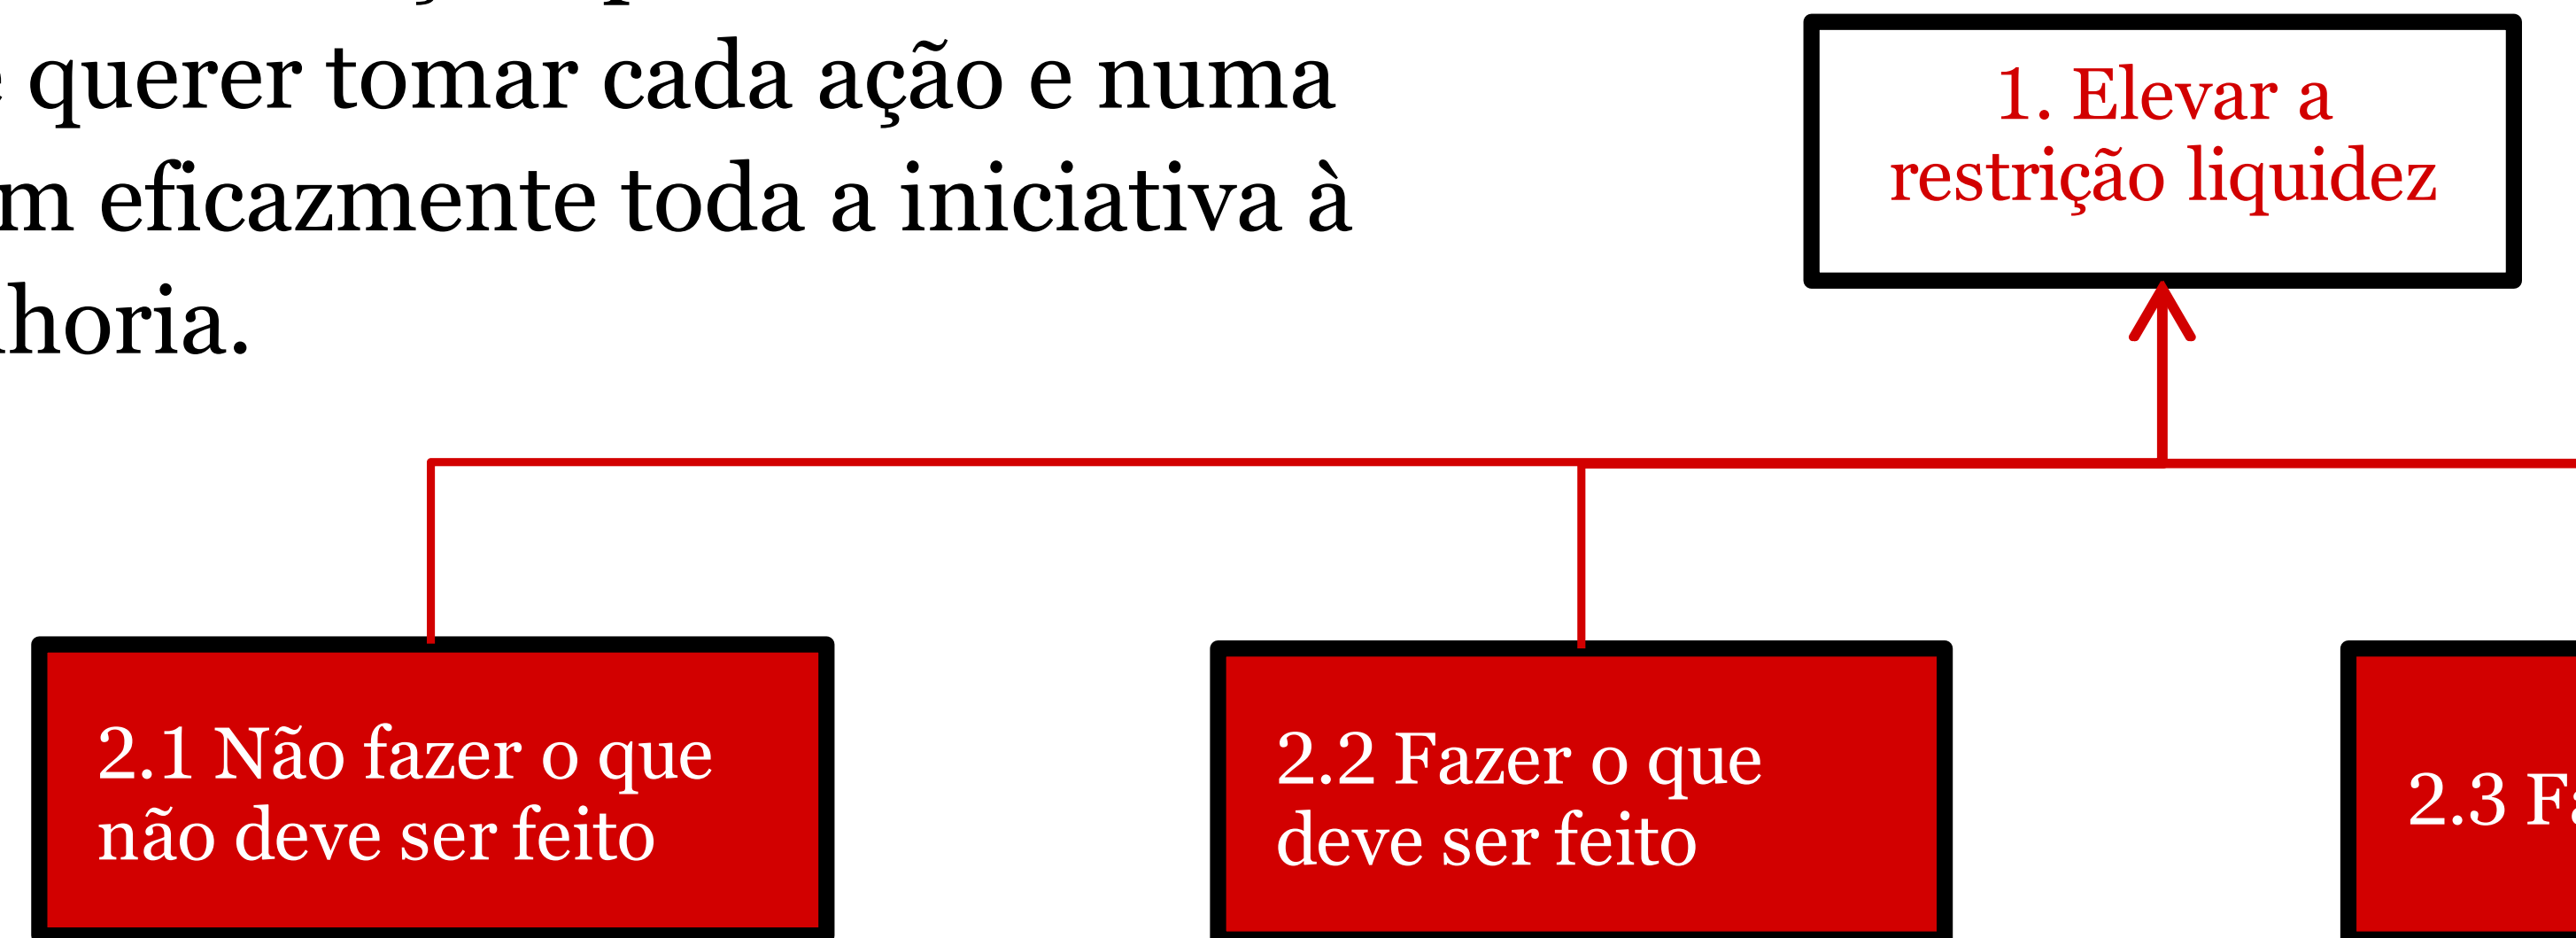 querer tomar cada ação e numa
eficazmente toda a iniciativa à
horia.
1. Elevar a
restrição liquidez
2.1 Não fazer o que
não deve ser feito
2.2 Fazer o que
deve ser feito
2.3